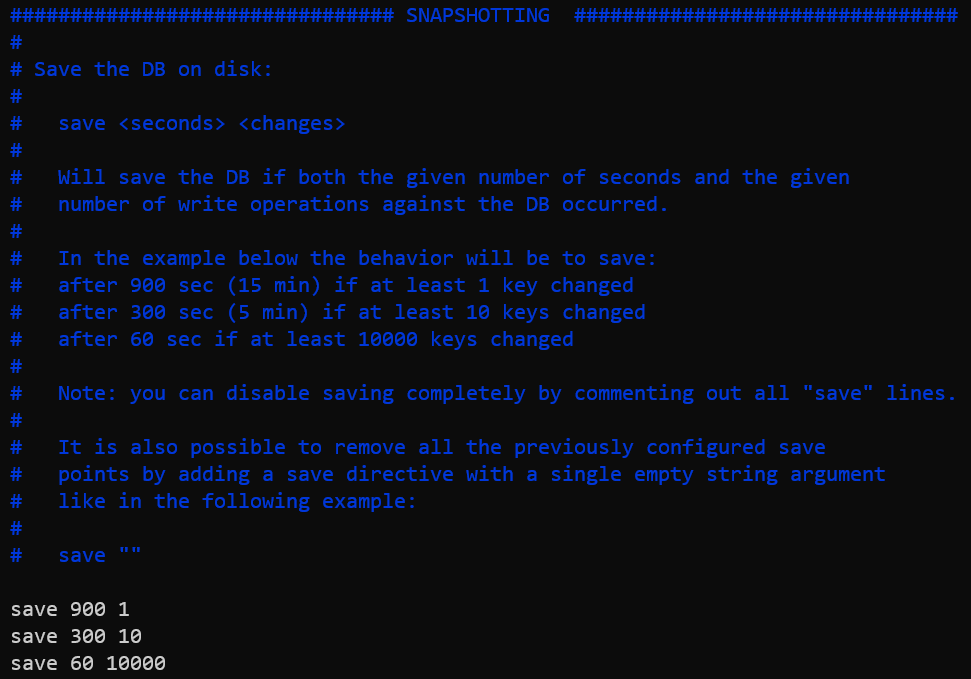 ################################ SNAPSHOTTING  ################################
#
# Save the DB on disk:
#
#   save <seconds> <changes>
#
#   Will save the DB if both the given number of seconds and the given
#   number of write operations against the DB occurred.
#
#   In the example below the behavior will be to save:
#   after 900 sec (15 min) if at least 1 key changed
#   after 300 sec (5 min) if at least 10 keys changed
#   after 60 sec if at least 10000 keys changed
#
#   Note: you can disable saving completely by commenting out all "save" lines.
#
#   It is also possible to remove all the previously configured save
#   points by adding a save directive with a single empty string argument
#   like in the following example:
#
#   save ""

save 900 1
save 300 10
save 60 10000